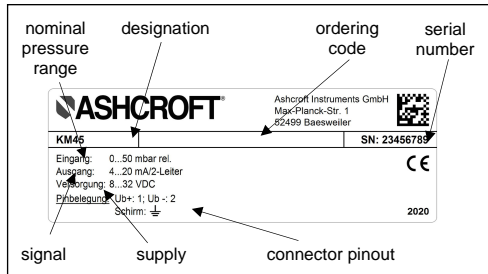 nominal pressure range
designation
ordering code
serial number
ASHCROFT®
Ashcroft Instruments GmbH
Max-Planck-Str. 1
52499 Baesweiler
KM45
SN: 23456789
Eingang: 0...50 mbar rel.
Ausgang: 4...20 mA/2-Leiter
Versorgung: 8...32 VDC
Pinbelegung: Ub+: 1; Ub -: 2
Schirm:
CE
2020
signal
supply
connector pinout